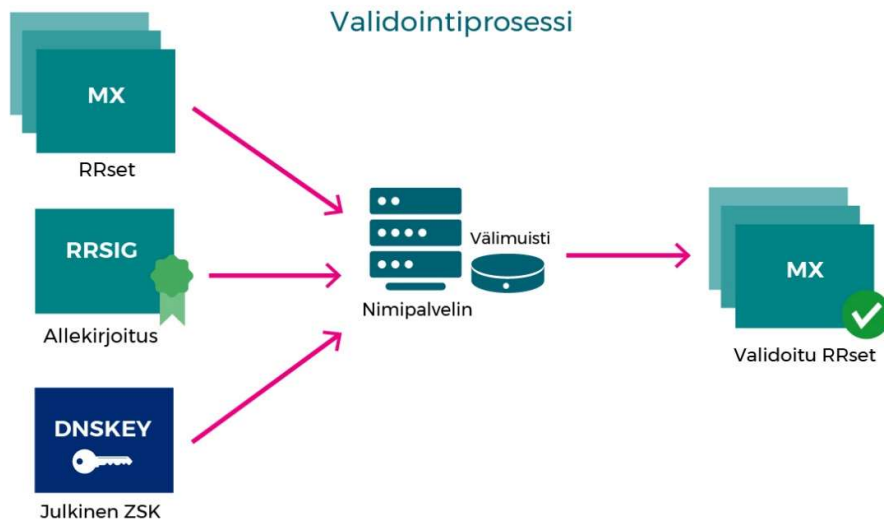 Validointiprosessi
MX
RRset
RRSIG
Allekirjoitus
DNSKEY
Julkinen ZSK
Välimuisti
Nimipalvelin
MX
Validoitu RRset